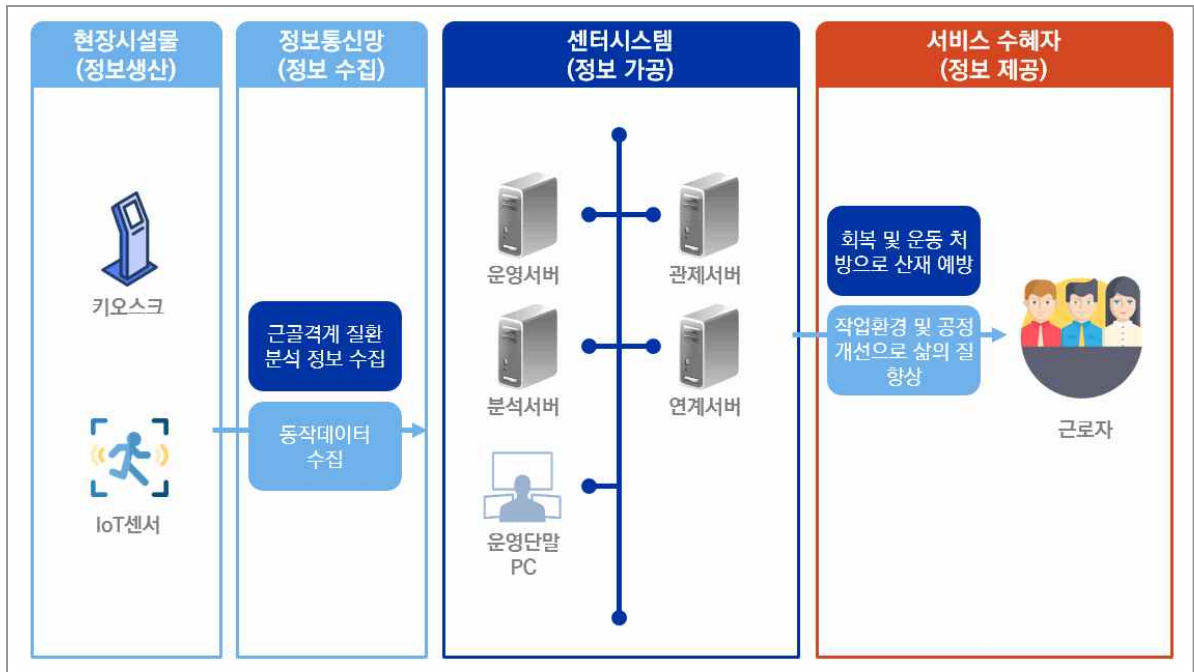 현장시설물
(정보생산)
정보통신망
(정보 수집)
센터시스템
(정보 가공)
서비스 수혜자
(정보 제공)
키오스크
IoT센서
근골격계 질환
분석 정보 수집
동작데이터
수집
운영서버
관제서버
분석서버
연계서버
운영단말
PC
회복 및 운동 처
방으로 산재 예방
작업환경 및 공정
개선으로 삶의 질
향상
근로자